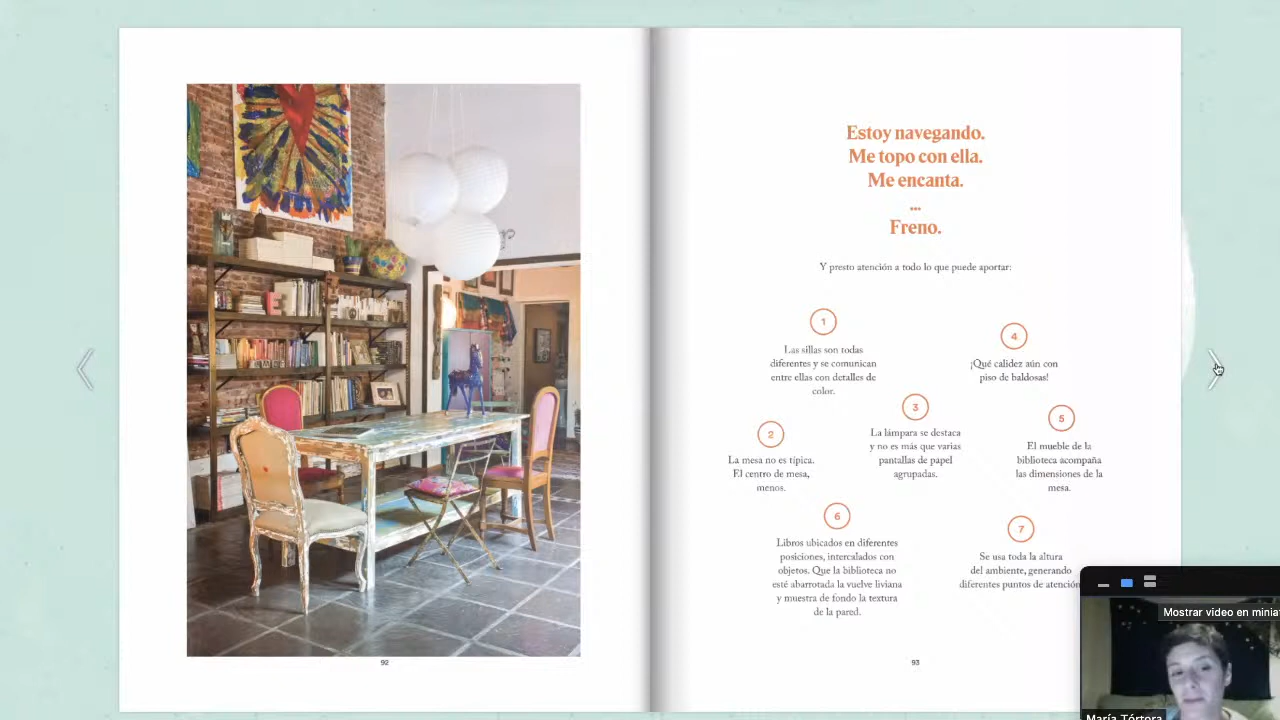 Estoy navegando.
Me topo con ella.
Me encanta.
...
Freno.
Y presto atención a todo lo que puede aportar:
1
Las sillas son todas
diferentes y se comunican
entre ellas con detalles de
color.
4
¡Qué calidez aún con
piso de baldosas!
2
La mesa no es típica.
El centro de mesa,
menos.
3
La lámpara se destaca
y no es más que varias
pantallas de papel
agrupadas.
5
El mueble de la
biblioteca acompaña
las dimensiones de la
mesa.
6
Libros ubicados en diferentes
posiciones, intercalados con
objetos. Que la biblioteca no
esté abarrotada la vuelve liviana
y muestra de fondo la textura
de la pared.
7
Se usa toda la altura
del ambiente, generando
diferentes puntos de atención
92
93
Mostrar video en minia
María Tórtora